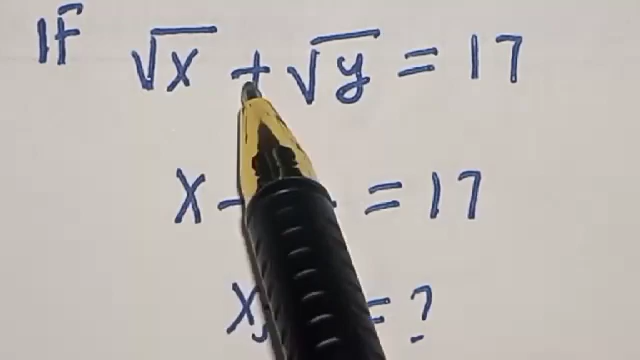 IF √x + √y = 17
x - = 17
x, = ?